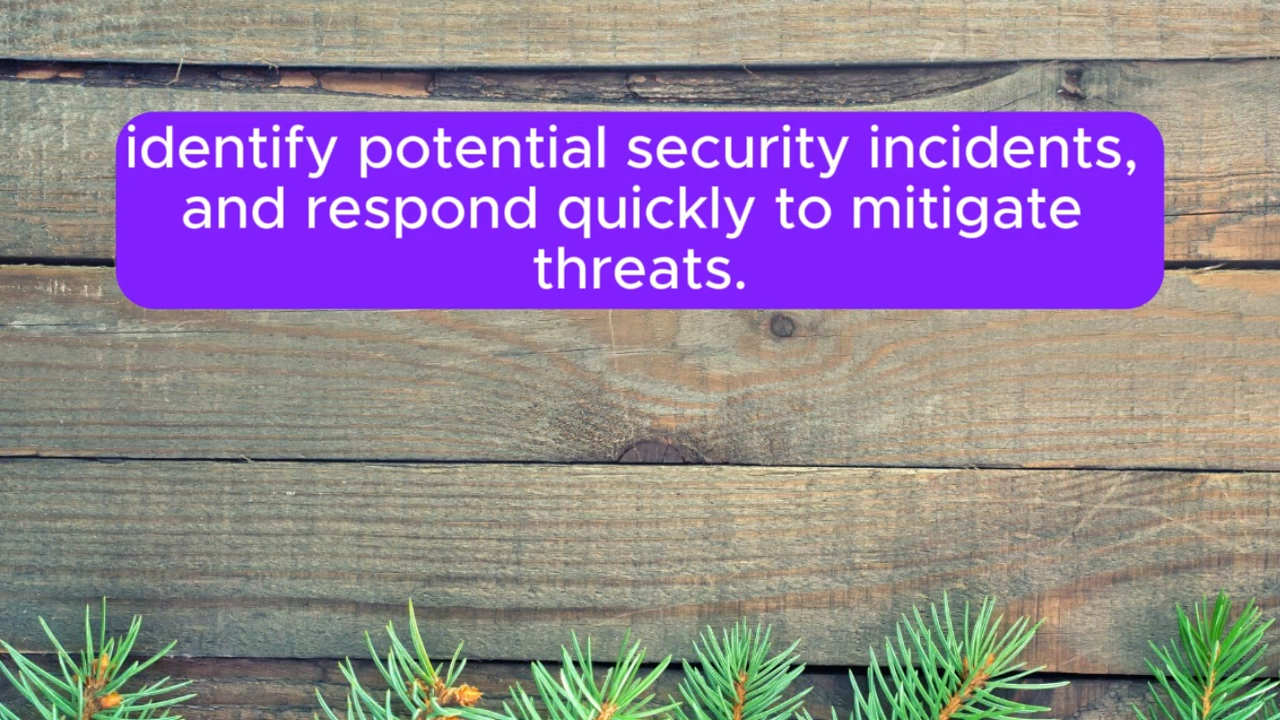 identify potential security incidents,
and respond quickly to mitigate
threats.